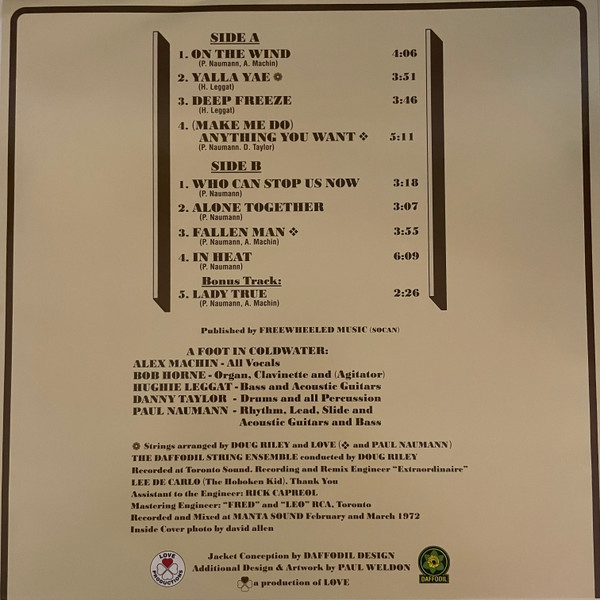 SIDE A
1. ON THE WIND 4:06
(P. Naumann, A. Machin)
2. YALLA YAE 3:51
(H. Leggat)
3. DEEP FREEZE 3:46
(H. Leggat)
4. (MAKE ME DO)
ANYTHING YOU WANT 5:11
(P. Naumann. D. Taylor)
SIDE B
1. WHO CAN STOP US NOW 3:18
(P. Naumann)
2. ALONE TOGETHER 3:07
(P. Naumann)
3. FALLEN MAN 3:55
(P. Naumann, A. Machin)
4. IN HEAT 6:09
(P. Naumann)
Bonus Track:
5. LADY TRUE 2:26
(P. Naumann, A. Machin)
Published by FREEWHEELED MUSIC (SOCAN)
A FOOT IN COLDWATER:
ALEX MACHIN - All Vocals
BOB HORNE - Organ, Clavinette and (Agitator)
HUGHIE LEGGAT - Bass and Acoustic Guitars
DANNY TAYLOR - Drums and all Percussion
PAUL NAUMANN - Rhythm, Lead, Slide and
Acoustic Guitars and Bass
Strings arranged by DOUG RILEY and LOVE ( and PAUL NAUMANN)
THE DAFFODIL STRING ENSEMBLE conducted by DOUG RILEY
Recorded at Toronto Sound. Recording and Remix Engineer "Extraordinaire"
LEE DE CARLO (The Hoboken Kid). Thank You
Assistant to the Engineer: RICK CAPREOL
Mastering Engineer: "FRED" and "LEO" RCA, Toronto
Recorded and Mixed at MANTA SOUND February and March 1972
Inside Cover photo by david allen
Jacket Conception by DAFFODIL DESIGN
Additional Design & Artwork by PAUL WELDON
a production of LOVE
LOVE
PRODUCTIONS
DAFFODIL